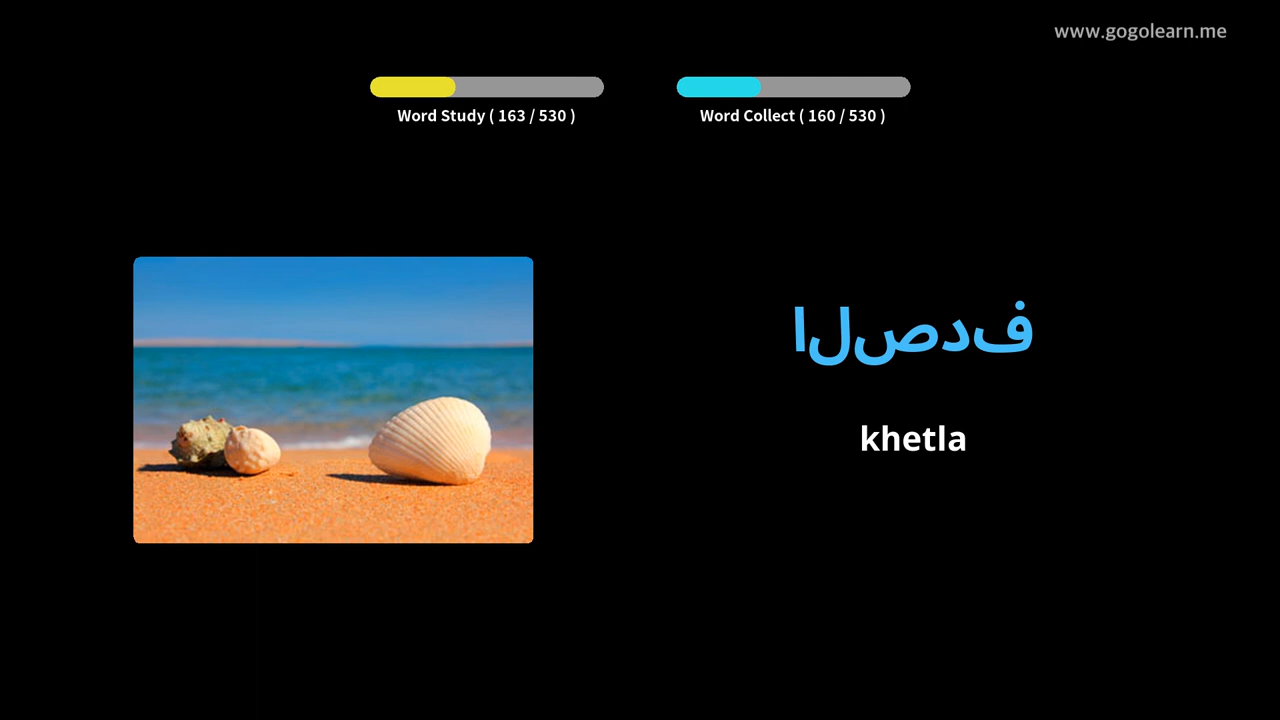 www.gogolearn.me
Word Study ( 163 / 530 )
Word Collect ( 160 / 530 )
الصدف
khetla